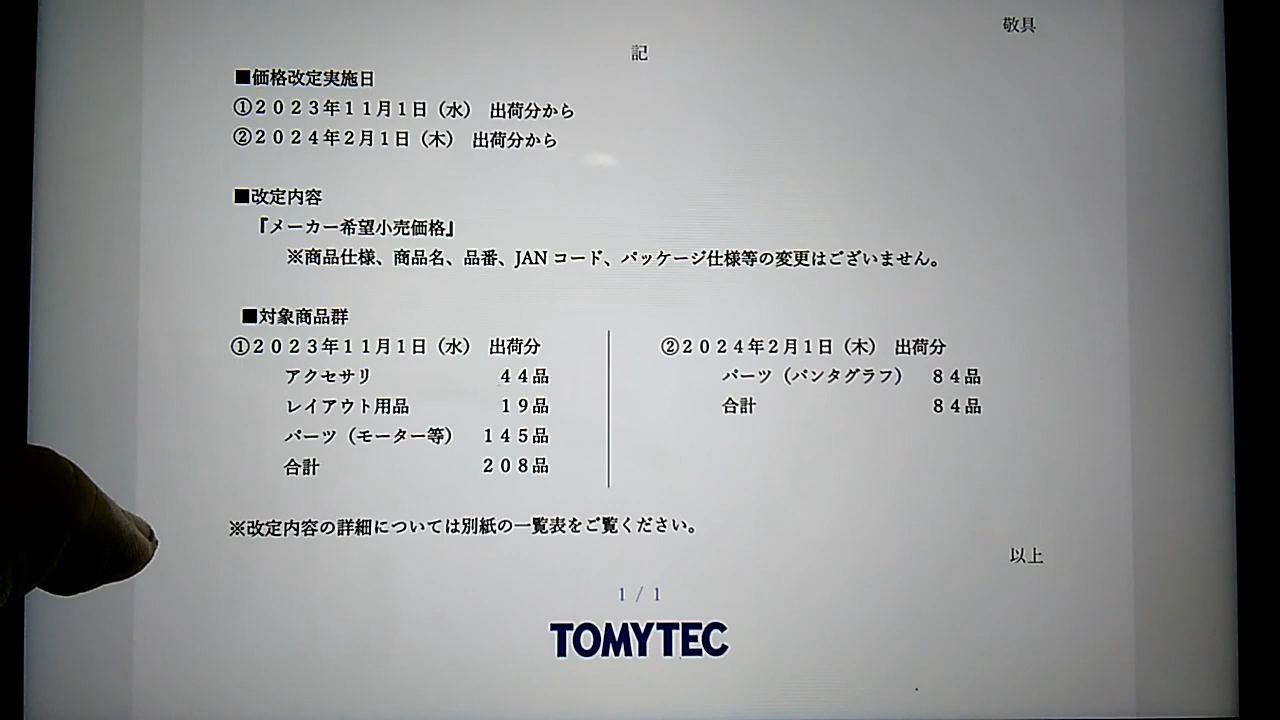 敬具
記
■価格改定実施日
①２０２３年１１月１日（水）　出荷分から
②２０２４年２月１日（木）　出荷分から
■改定内容
『メーカー希望小売価格』
※商品仕様、商品名、品番、JANコード、パッケージ仕様等の変更はございません。
■対象商品群
①２０２３年１１月１日（水）　出荷分
アクセサリ　４４品
レイアウト用品　１９品
パーツ（モーター等）　１４５品
合計　２０８品
②２０２４年２月１日（木）　出荷分
パーツ（パンタグラフ）　８４品
合計　８４品
※改定内容の詳細については別紙の一覧表をご覧ください。
以上
1 / 1
TOMYTEC